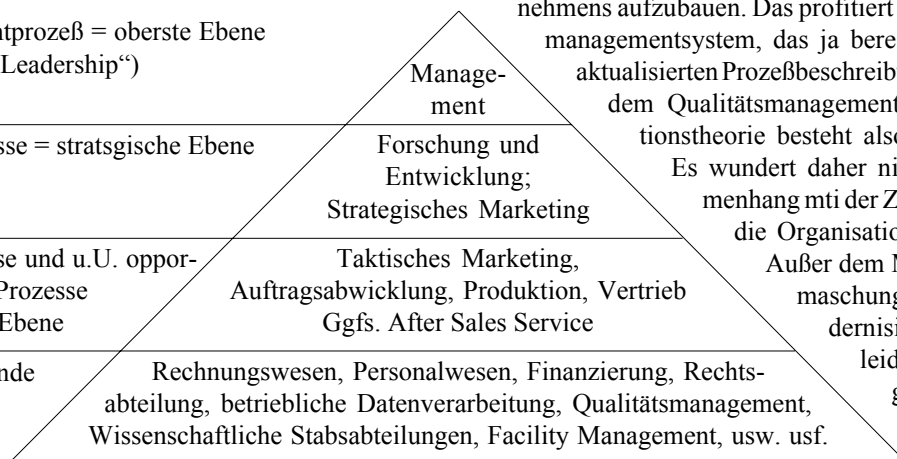 ntprozeß = oberste Ebene
Leadership“)
sse = stratsgische Ebene
se und u.U. oppor-
Prozesse
Ebene
nde
Manage-
ment
Forschung und
Entwicklung;
Strategisches Marketing
Taktisches Marketing,
Auftragsabwicklung, Produktion, Vertrieb
Ggfs. After Sales Service
Rechnungswesen, Personalwesen, Finanzierung, Rechts-
abteilung, betriebliche Datenverarbeitung, Qualitätsmanagement,
Wissenschaftliche Stabsabteilungen, Facility Management, usw. usf.
nehmens aufzubauen. Das profitiert
managementsystem, das ja bere
aktualisierten Prozeßbeschreib
dem Qualitätsmanagement
tionstheorie besteht also
Es wundert daher ni
menhang mti der Z
die Organisatio
Außer dem M
maschung
dernisi
leid
g